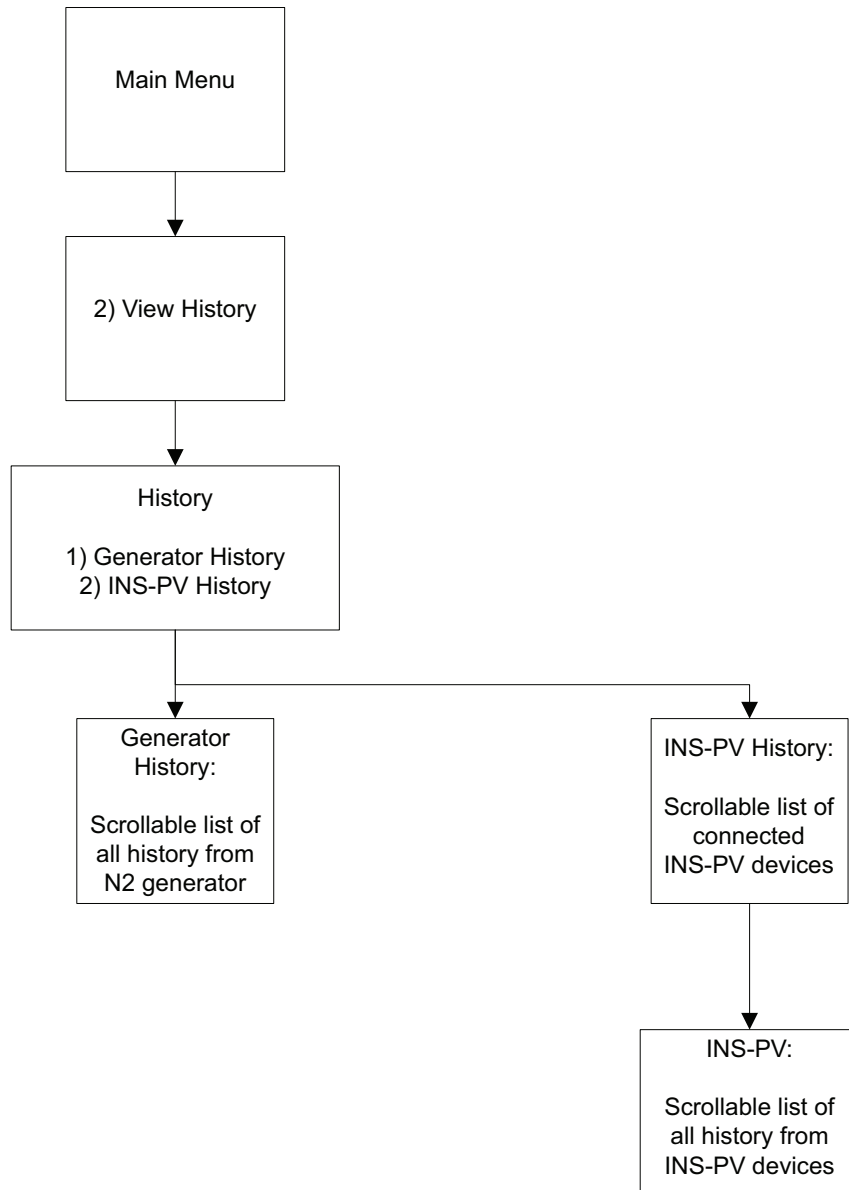 Main Menu
2) View History
History
1) Generator History
2) INS-PV History
Generator
History:
Scrollable list of
all history from
N2 generator
INS-PV History:
Scrollable list of
connected
INS-PV devices
INS-PV:
Scrollable list of
all history from
INS-PV devices